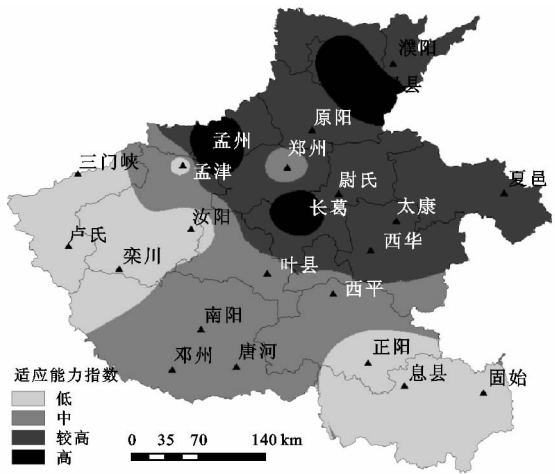 濮阳
县
原阳
孟州
郑州
三门峡
孟津
尉氏
夏邑
长葛
太康
汝阳
卢氏
西华
栾川
叶县
西平
南阳
正阳
邓州
唐河
息县
固始
适应能力指数
低
中
较高
高
0 35 70 140 km